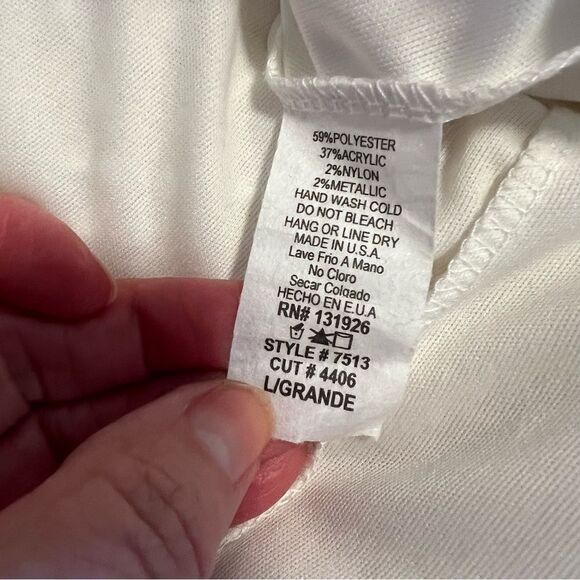 59%POLYESTER
37%ACRYLIC
2%NYLON
2%METALLIC
HAND WASH COLD
DO NOT BLEACH
HANG OR LINE DRY
MADE IN U.S.A.
Lave Frio A Mano
No Cloro
Secar Colgado
HECHO EN E.U.A
RN# 131926
STYLE # 7513
CUT # 4406
L/GRANDE